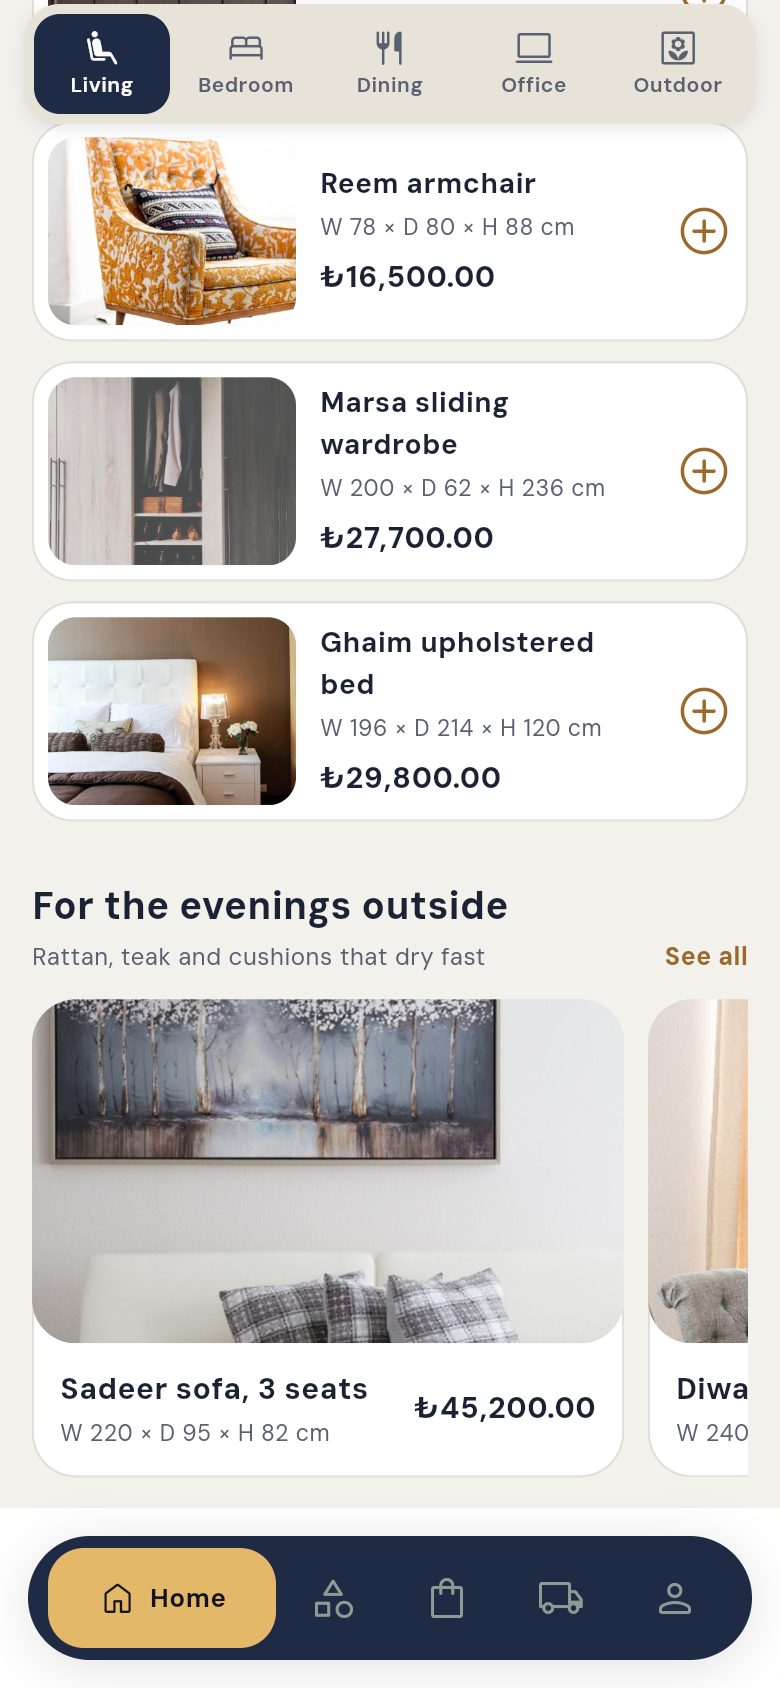 Living
Bedroom
Dining
Office
Outdoor
Reem armchair
W 78 × D 80 × H 88 cm
₺16,500.00
Marsa sliding
wardrobe
W 200 × D 62 × H 236 cm
₺27,700.00
Ghaim upholstered
bed
W 196 × D 214 × H 120 cm
₺29,800.00
For the evenings outside
Rattan, teak and cushions that dry fast
See all
Sadeer sofa, 3 seats
W 220 × D 95 × H 82 cm
₺45,200.00
Diwa
W 240
Home